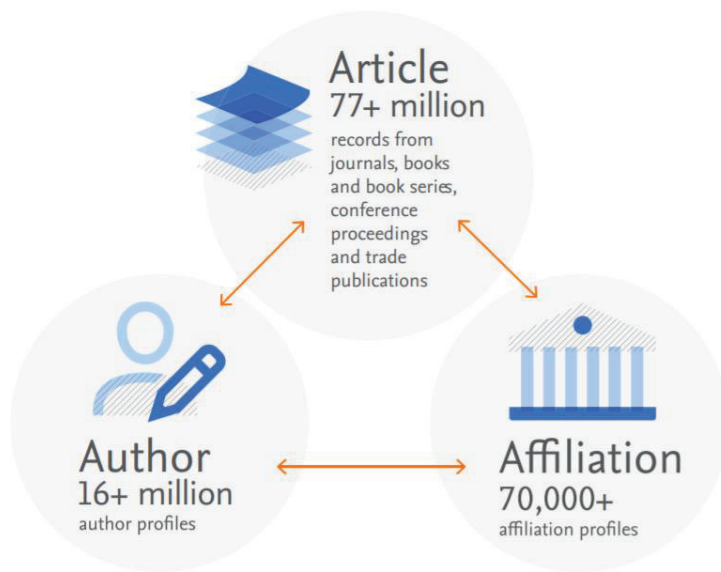 Article
77+ million
records from
journals, books
and book series,
conference
proceedings
and trade
publications
Author
16+ million
author profiles
Affiliation
70,000+
affiliation profiles